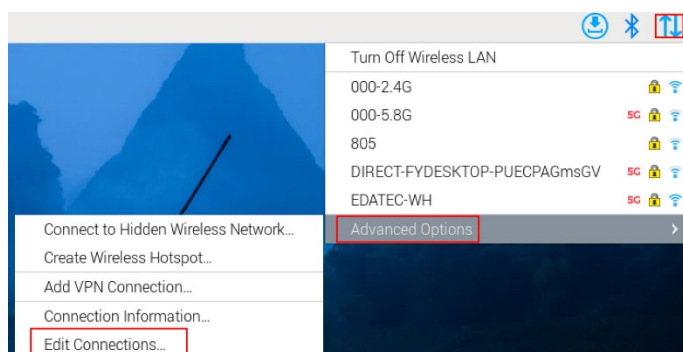 Turn Off Wireless LAN
000-2.4G
000-5.8G 5G
805
DIRECT-FYDESKTOP-PUECPAGmsGV 5G
EDATEC-WH 5G
Advanced Options
Connect to Hidden Wireless Network...
Create Wireless Hotspot...
Add VPN Connection...
Connection Information...
Edit Connections...